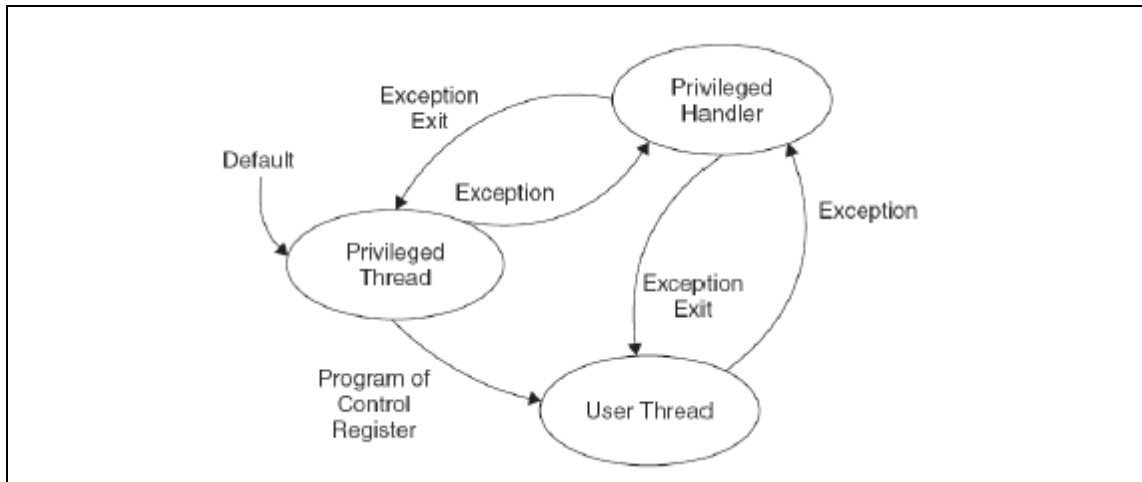 Privileged
Handler
Exception
Exit
Default
Exception
Exception
Privileged
Thread
Exception
Exit
Program of
Control
Register
User Thread